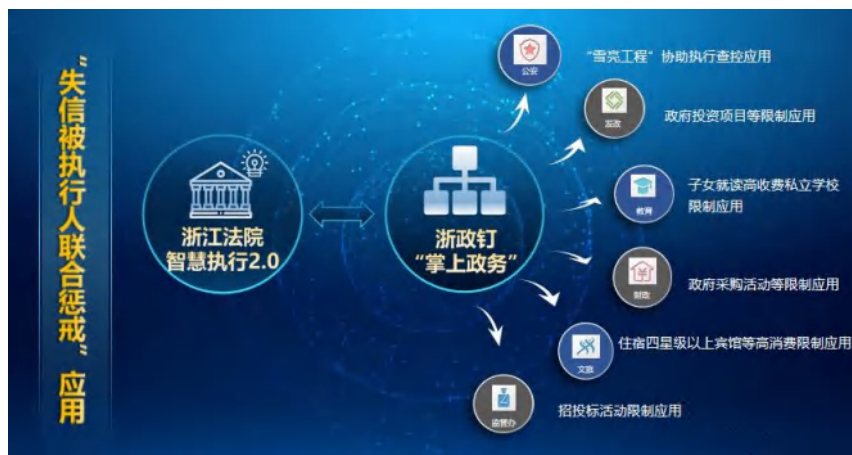 “失信被执行人联合惩戒”应用
浙江法院
智慧执行2.0
浙政钉
“掌上政务”
公安
“雪亮工程”协助执行查控应用
发改
政府投资项目等限制应用
教育
子女就读高收费私立学校
限制应用
财政
政府采购活动等限制应用
文旅
住宿四星级以上宾馆等高消费限制应用
监管办
招投标活动限制应用